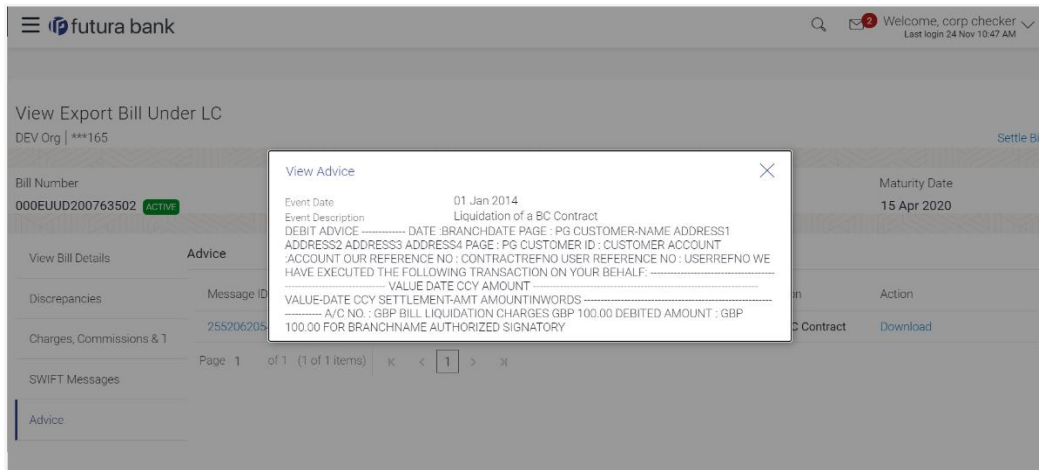 futura bank
2
Welcome, corp checker
Last login 24 Nov 10:47 AM
View Export Bill Under LC
DEV Org | ***165
Settle Bi
Bill Number
000EUUD200763502 ACTIVE
Maturity Date
15 Apr 2020
View Advice
Event Date 01 Jan 2014
Event Description Liquidation of a BC Contract
DEBIT ADVICE ------------ DATE :BRANCHDATE PAGE : PG CUSTOMER-NAME ADDRESS1
ADDRESS2 ADDRESS3 ADDRESS4 PAGE : PG CUSTOMER ID : CUSTOMER ACCOUNT
:ACCOUNT OUR REFERENCE NO : CONTRACTREFNO USER REFERENCE NO : USERREFNO WE
HAVE EXECUTED THE FOLLOWING TRANSACTION ON YOUR BEHALF: ------------------------------------
----------------------------- VALUE DATE CCY AMOUNT -----------------------------------------------------------------
VALUE-DATE CCY SETTLEMENT-AMT AMOUNTINWORDS ------------------------------------------------------
---------- A/C NO. : GBP BILL LIQUIDATION CHARGES GBP 100.00 DEBITED AMOUNT : GBP
100.00 FOR BRANCHNAME AUTHORIZED SIGNATORY
View Bill Details
Discrepancies
Charges, Commissions & T
SWIFT Messages
Advice
Advice
Message ID
Action
255206205
C Contract
Download
Page 1 of 1 (1 of 1 items) 1